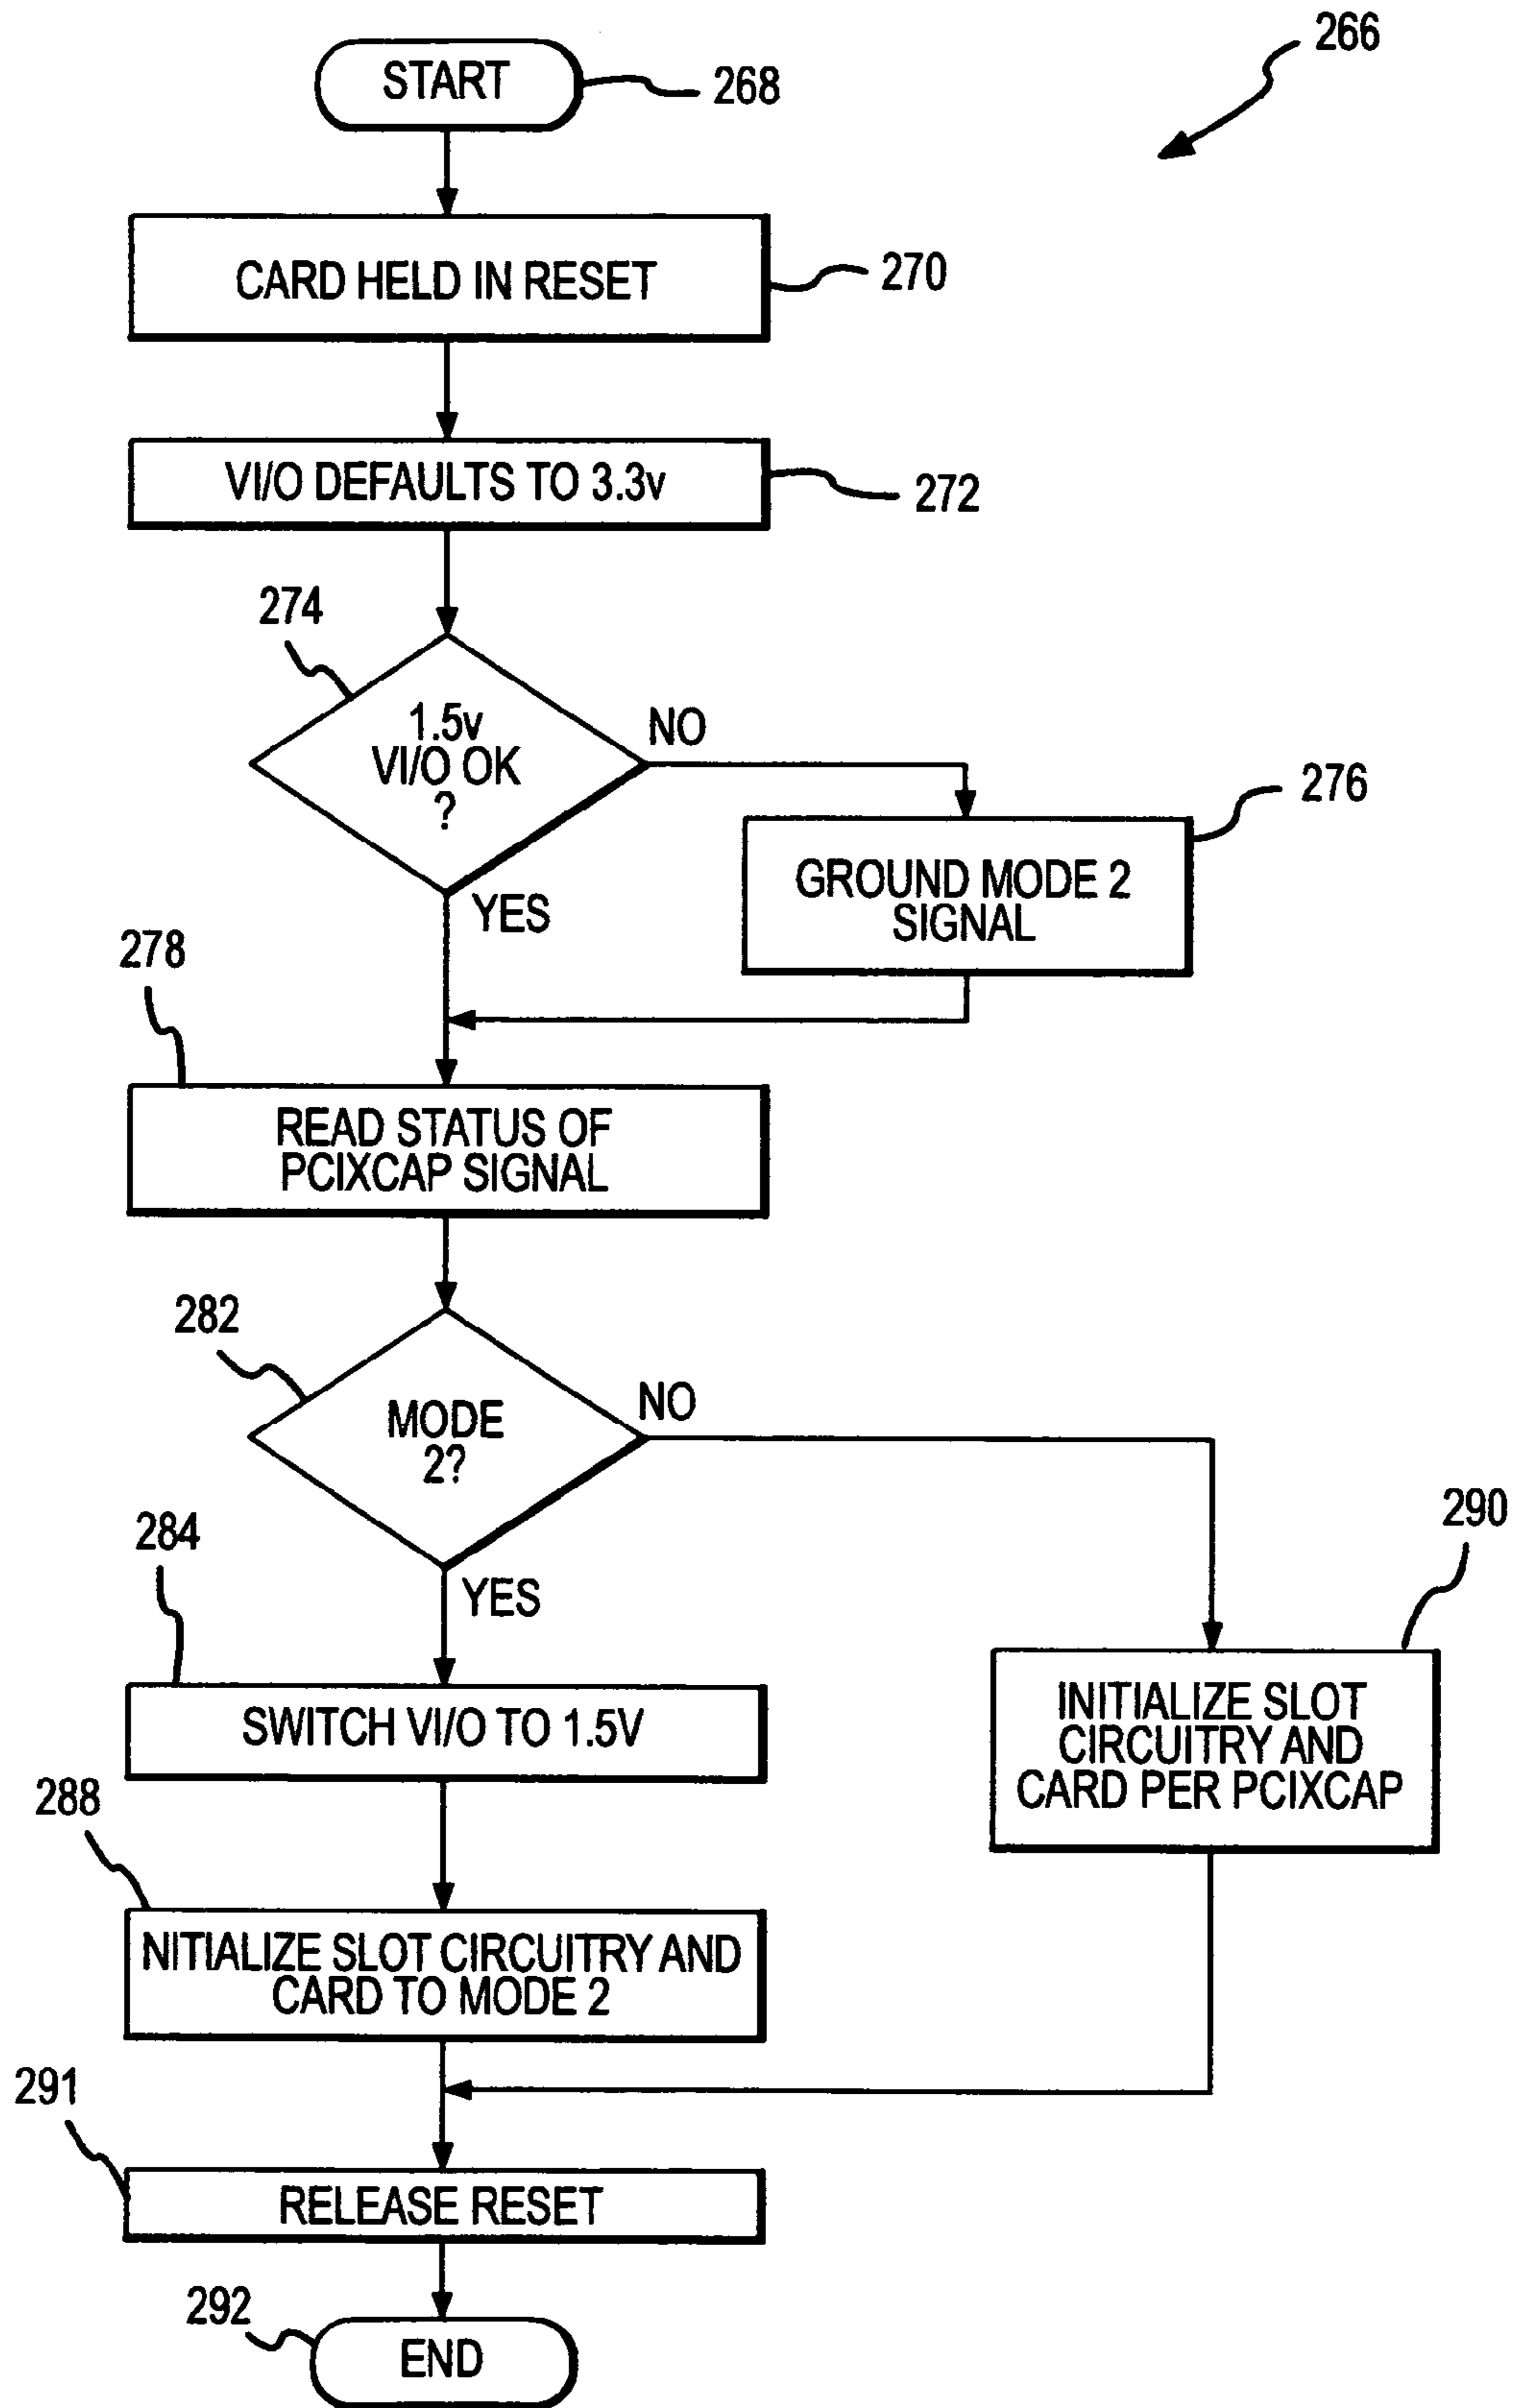 266
START
268
CARD HELD IN RESET
270
VI/O DEFAULTS TO 3.3v
272
274
1.5v
VI/O OK
?
NO
YES
276
GROUND MODE 2
SIGNAL
278
READ STATUS OF
PCIXCAP SIGNAL
282
MODE
2?
NO
YES
284
SWITCH VI/O TO 1.5V
290
INITIALIZE SLOT
CIRCUITRY AND
CARD PER PCIXCAP
288
NITIALIZE SLOT CIRCUITRY AND
CARD TO MODE 2
291
RELEASE RESET
292
END